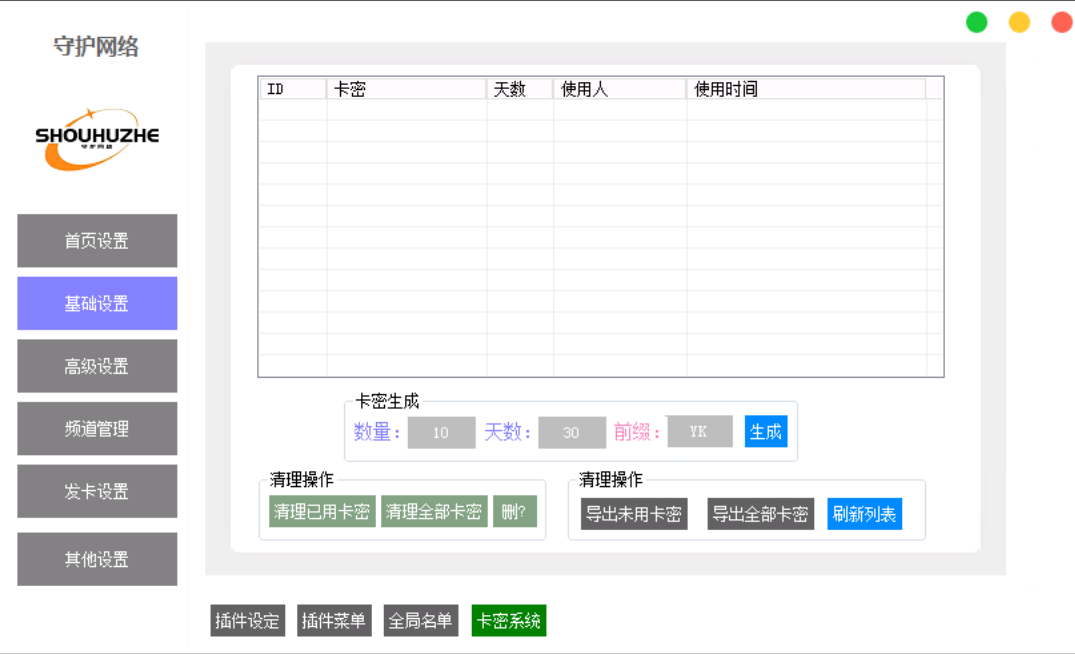 守护网络
SHOUHUZHE
守护网络
首页设置
基础设置
高级设置
频道管理
发卡设置
其他设置
ID 卡密 天数 使用人 使用时间
卡密生成
数量： 10 天数： 30 前缀： YK 生成
清理操作
清理已用卡密 清理全部卡密 删?
清理操作
导出未用卡密 导出全部卡密 刷新列表
插件设定 插件菜单 全局名单 卡密系统